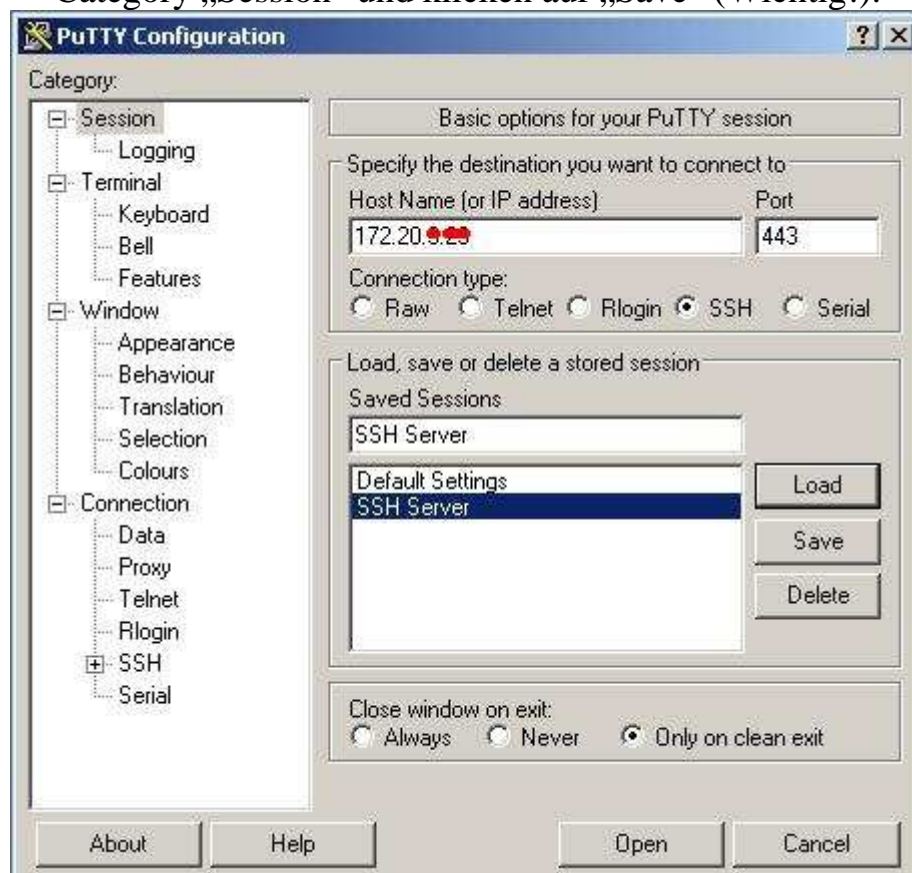 Category „Session“ und klicken auf „Save“ (Wichtig!).
PuTTY Configuration
Category:
Session
Logging
Terminal
Keyboard
Bell
Features
Window
Appearance
Behaviour
Translation
Selection
Colours
Connection
Data
Proxy
Telnet
Rlogin
SSH
Serial
Basic options for your PuTTY session
Specify the destination you want to connect to
Host Name (or IP address) Port
172.20. 443
Connection type:
Raw Telnet Rlogin SSH Serial
Load, save or delete a stored session
Saved Sessions
SSH Server
Default Settings
SSH Server
Load
Save
Delete
Close window on exit:
Always Never Only on clean exit
About Help Open Cancel